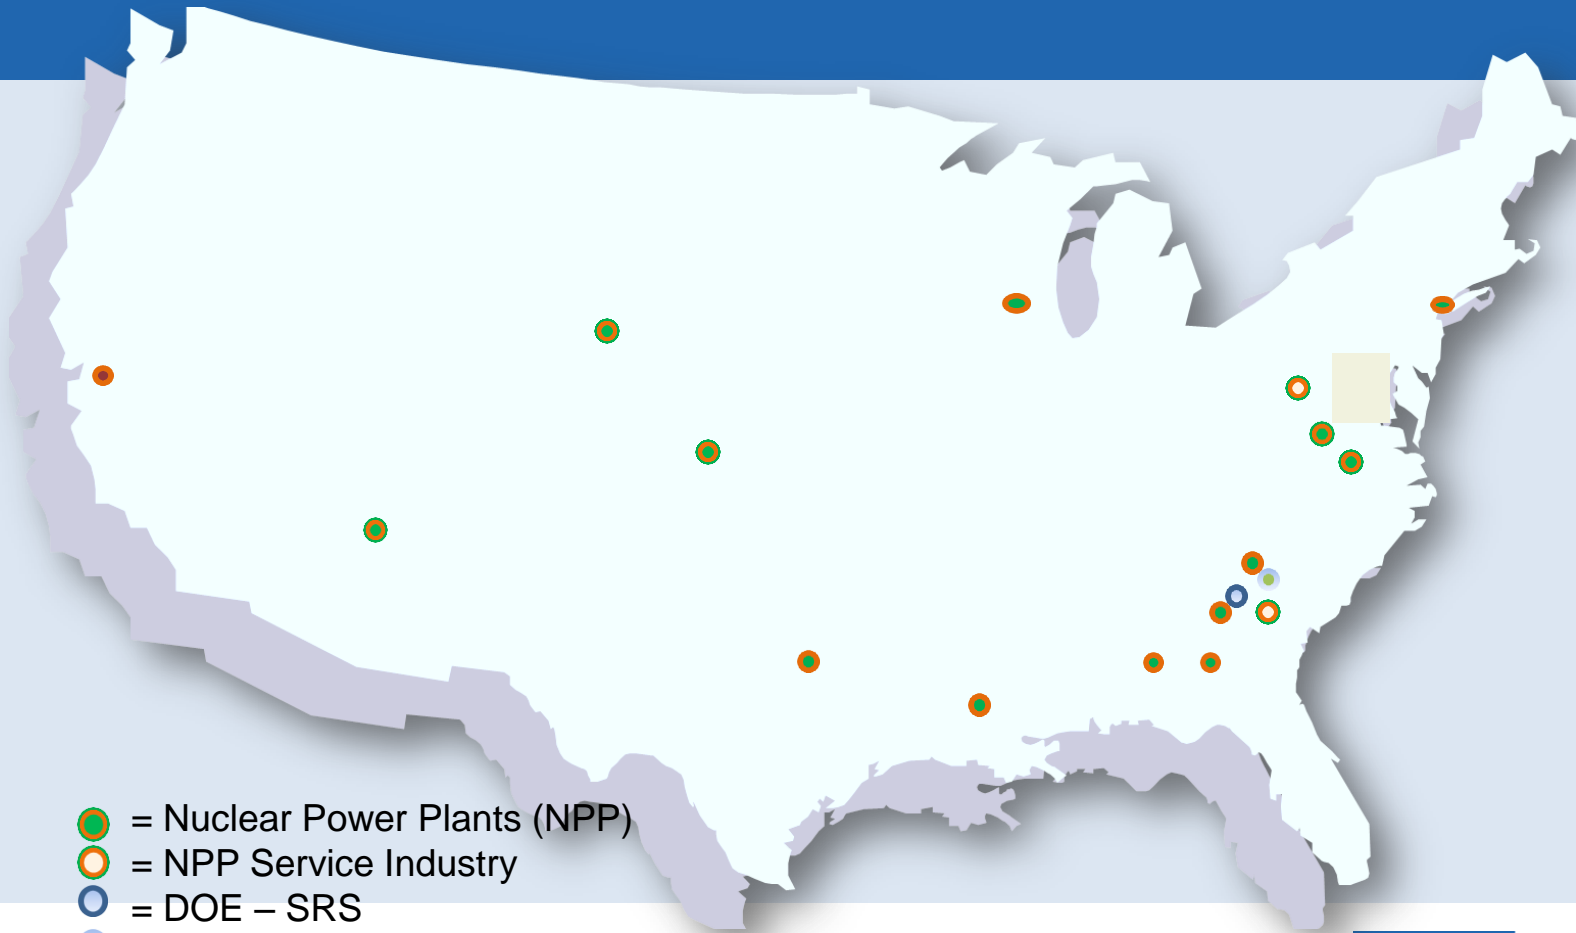 = Nuclear Power Plants (NPP)
= NPP Service Industry
= DOE – SRS